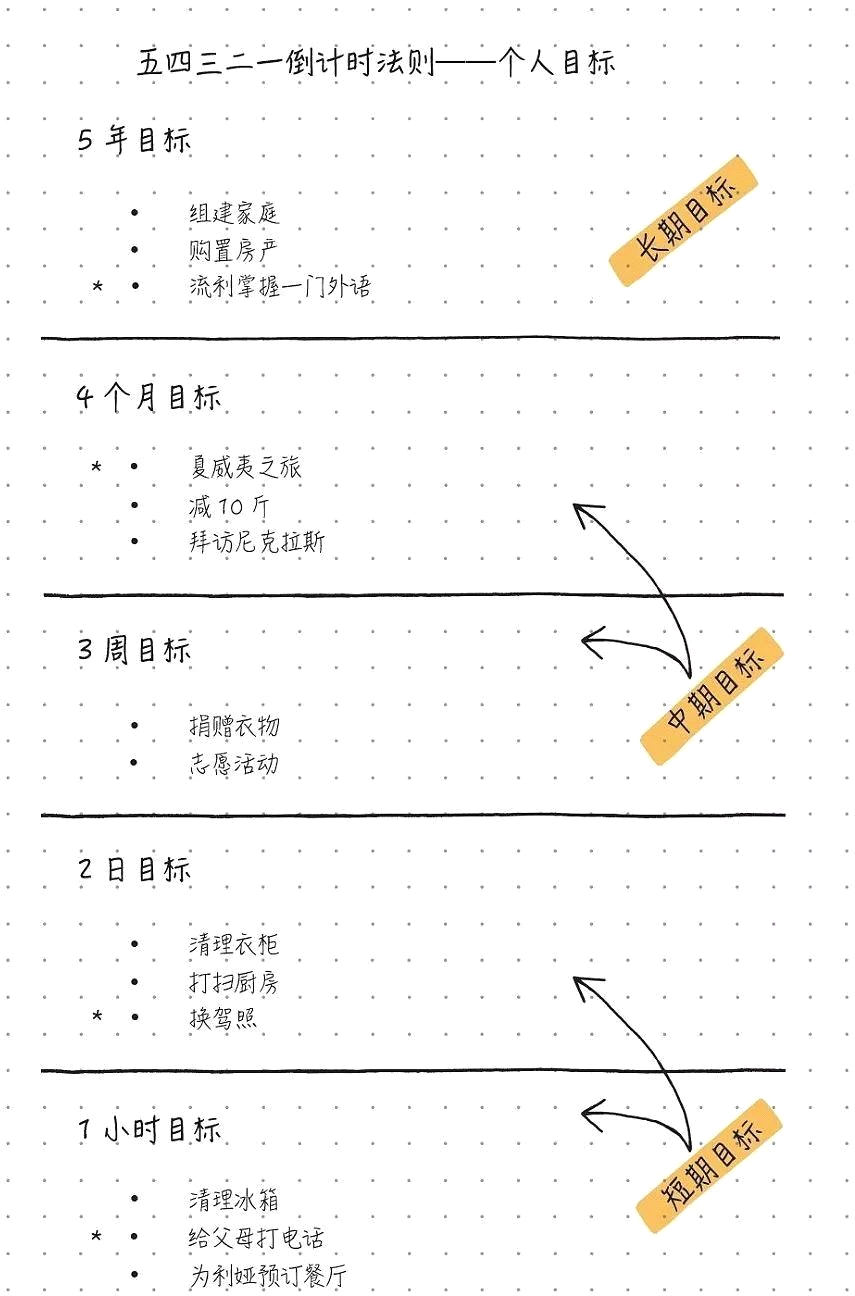 五四三二一倒计时法则——个人目标
5 年目标
• 组建家庭
• 购置房产
* • 流利掌握一门外语
长期目标
4 个月目标
* • 夏威夷之旅
• 减 10 斤
• 拜访尼克拉斯
3 周目标
• 捐赠衣物
• 志愿活动
中期目标
2 日目标
• 清理衣柜
• 打扫厨房
* • 换驾照
1 小时目标
• 清理冰箱
* • 给父母打电话
• 为利娅预订餐厅
短期目标